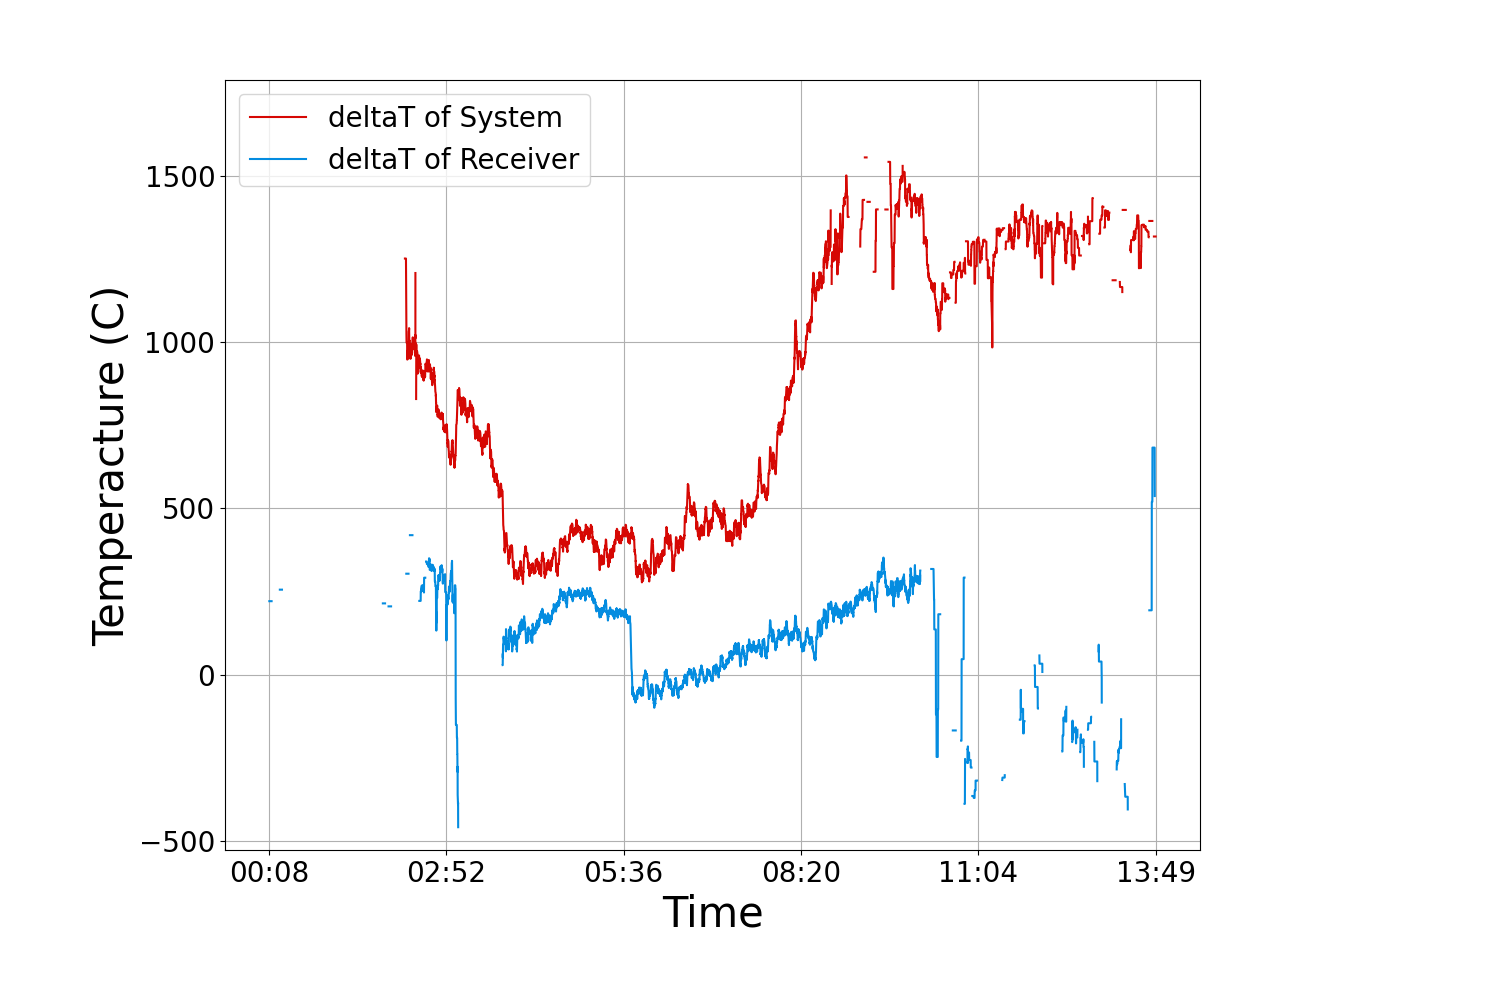 deltaT of System
deltaT of Receiver
1500
1000
500
0
−500
Temperacture (C)
00:08 02:52 05:36 08:20 11:04 13:49
Time